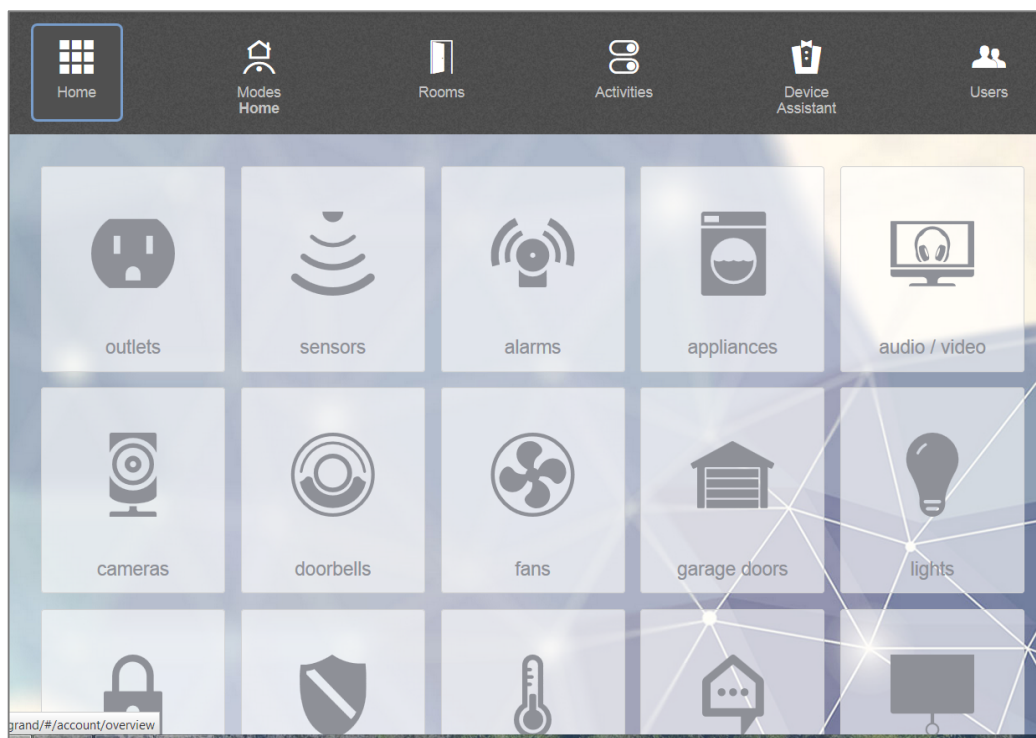 Home
Modes
Home
Rooms
Activities
Device
Assistant
Users
outlets
sensors
alarms
appliances
audio / video
cameras
doorbells
fans
garage doors
lights
grand/#/account/overview